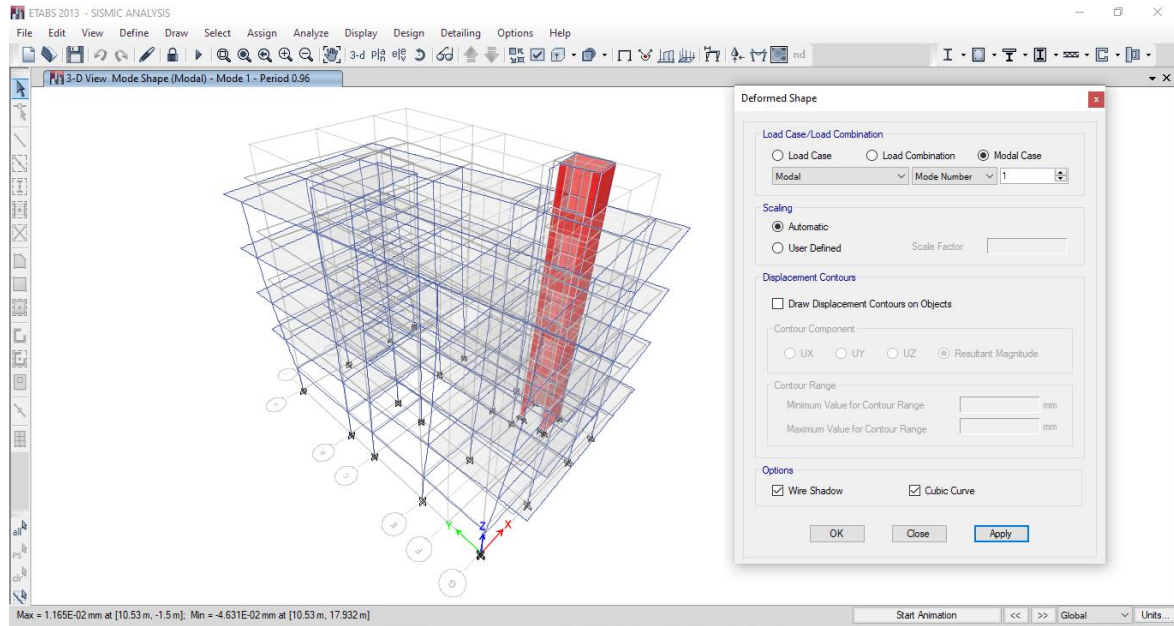 ETABS 2013 - SISMIC ANALYSIS
File Edit View Define Draw Select Assign Analyze Display Design Detailing Options Help
3-d plạ elẹ nd
3-D View Mode Shape (Modal) - Mode 1 - Period 0.96
Deformed Shape
x
Load Case/Load Combination
Load Case Load Combination Modal Case
Modal Mode Number 1
Scaling
Automatic
User Defined Scale Factor
Displacement Contours
Draw Displacement Contours on Objects
Contour Component
UX UY UZ Resultant Magnitude
Contour Range
Minimum Value for Contour Range mm
Maximum Value for Contour Range mm
Options
Wire Shadow Cubic Curve
OK Close Apply
Y Z X
G
all
ps
clr
Max = 1.165E-02 mm at [10.53 m, -1.5 m]; Min = -4.631E-02 mm at [10.53 m, 17.932 m]
Start Animation << >> Global Units...